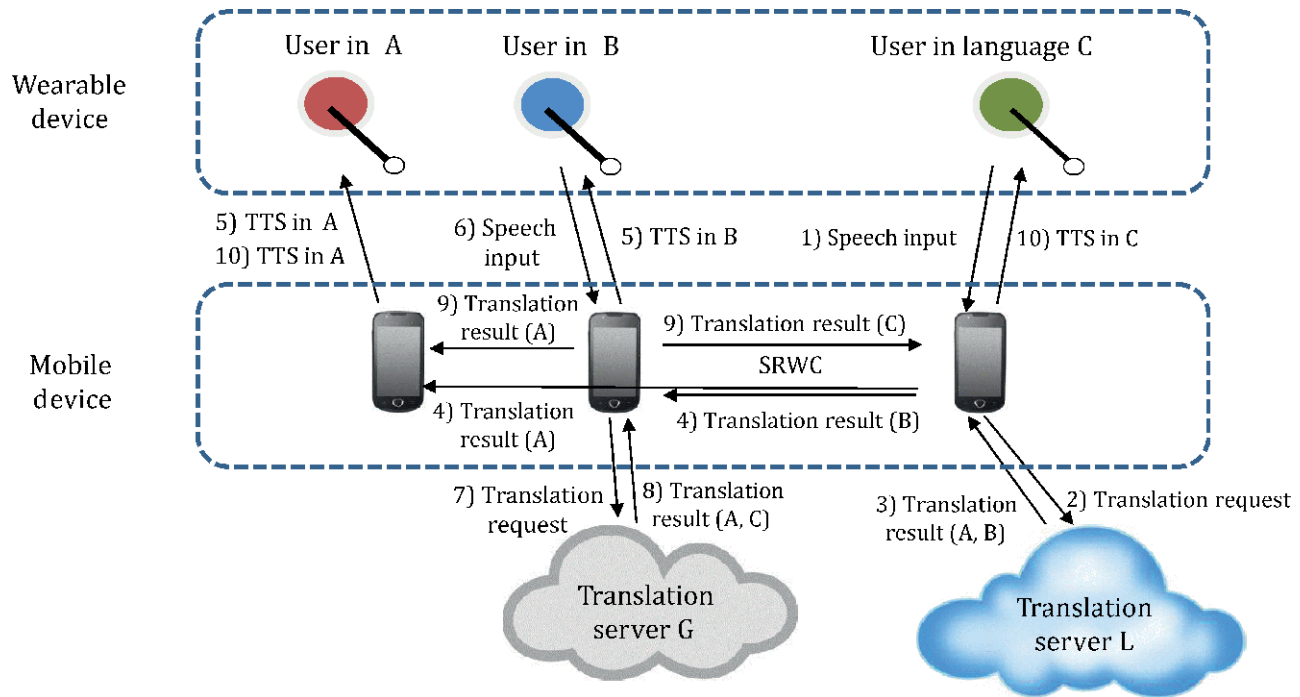 User in A
User in B
User in language C
Wearable
device
5) TTS in A
10) TTS in A
6) Speech
input
5) TTS in B
1) Speech input
10) TTS in C
Mobile
device
9) Translation
result (A)
9) Translation result (C)
SRWC
4) Translation
result (A)
4) Translation result (B)
7) Translation
request
8) Translation
result (A, C)
3) Translation
result (A, B)
2) Translation request
Translation
server G
Translation
server L